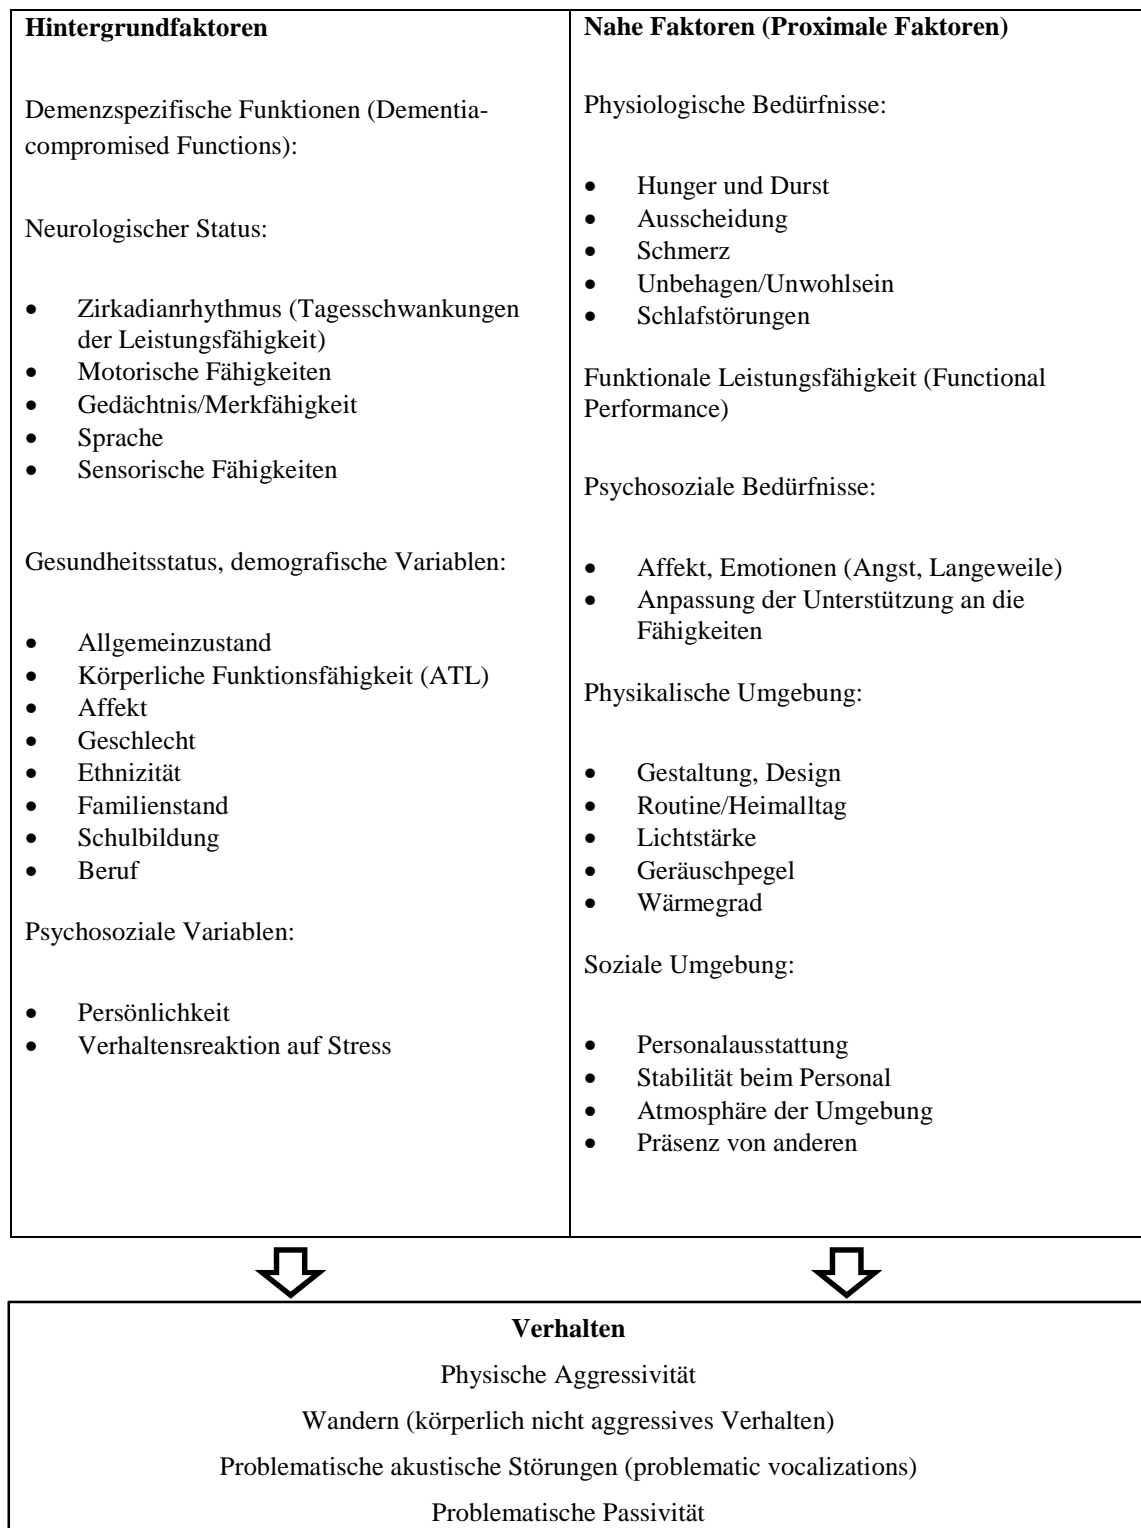 Hintergrundfaktoren
Demenzspezifische Funktionen (Dementia-
compromised Functions):
Neurologischer Status:
• Zirkadianrhythmus (Tagesschwankungen
der Leistungsfähigkeit)
• Motorische Fähigkeiten
• Gedächtnis/Merkfähigkeit
• Sprache
• Sensorische Fähigkeiten
Gesundheitsstatus, demografische Variablen:
• Allgemeinzustand
• Körperliche Funktionsfähigkeit (ATL)
• Affekt
• Geschlecht
• Ethnizität
• Familienstand
• Schulbildung
• Beruf
Psychosoziale Variablen:
• Persönlichkeit
• Verhaltensreaktion auf Stress
Nahe Faktoren (Proximale Faktoren)
Physiologische Bedürfnisse:
• Hunger und Durst
• Ausscheidung
• Schmerz
• Unbehagen/Unwohlsein
• Schlafstörungen
Funktionale Leistungsfähigkeit (Functional
Performance)
Psychosoziale Bedürfnisse:
• Affekt, Emotionen (Angst, Langeweile)
• Anpassung der Unterstützung an die
Fähigkeiten
Physikalische Umgebung:
• Gestaltung, Design
• Routine/Heimalltag
• Lichtstärke
• Geräuschpegel
• Wärmegrad
Soziale Umgebung:
• Personalausstattung
• Stabilität beim Personal
• Atmosphäre der Umgebung
• Präsenz von anderen
Verhalten
Physische Aggressivität
Wandern (körperlich nicht aggressives Verhalten)
Problematische akustische Störungen (problematic vocalizations)
Problematische Passivität